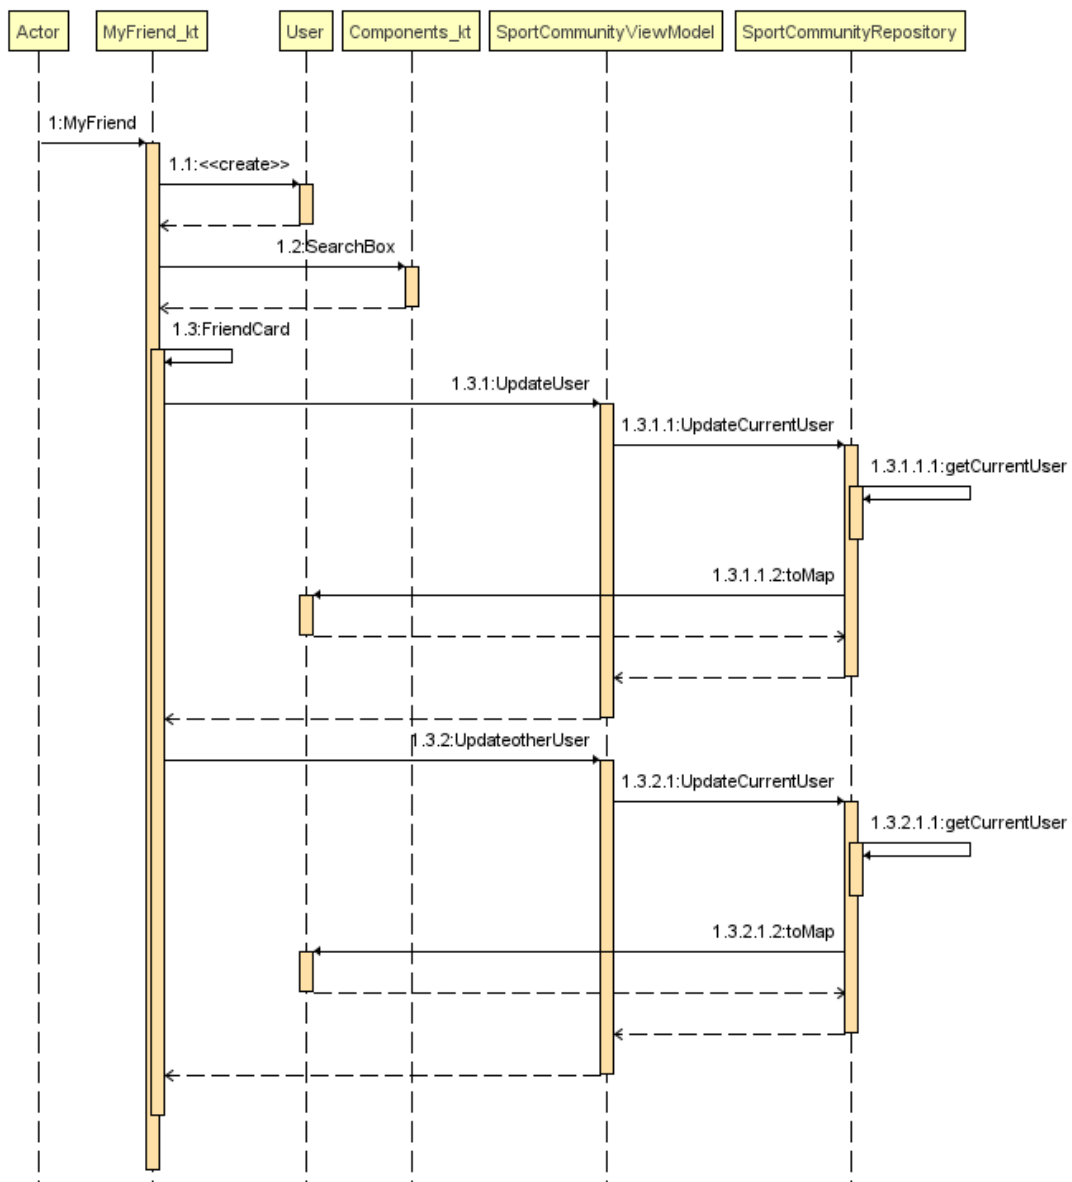 Actor
MyFriend_kt
User
Components_kt
SportCommunityViewModel
SportCommunityRepository
1:MyFriend
1.1:<<create>>
1.2:SearchBox
1.3:FriendCard
1.3.1:UpdateUser
1.3.1.1:UpdateCurrentUser
1.3.1.1.1:getCurrentUser
1.3.1.1.2:toMap
1.3.2:UpdateotherUser
1.3.2.1:UpdateCurrentUser
1.3.2.1.1:getCurrentUser
1.3.2.1.2:toMap